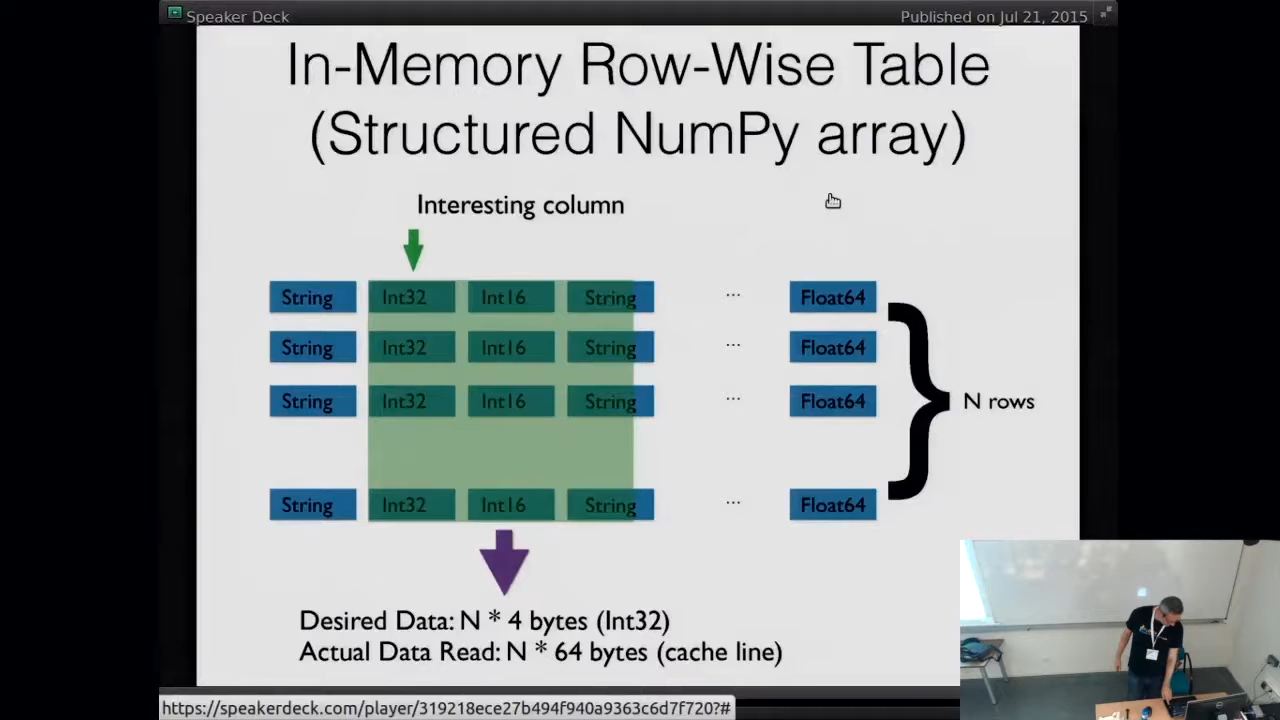 Speaker Deck
Published on Jul 21, 2015
In-Memory Row-Wise Table
(Structured NumPy array)
Interesting column
String Int32 Int16 String ... Float64
String Int32 Int16 String ... Float64
String Int32 Int16 String ... Float64
N rows
String Int32 Int16 String ... Float64
Desired Data: N * 4 bytes (Int32)
Actual Data Read: N * 64 bytes (cache line)
https://speakerdeck.com/player/319218ece27b494f940a9363c6d7f720?#